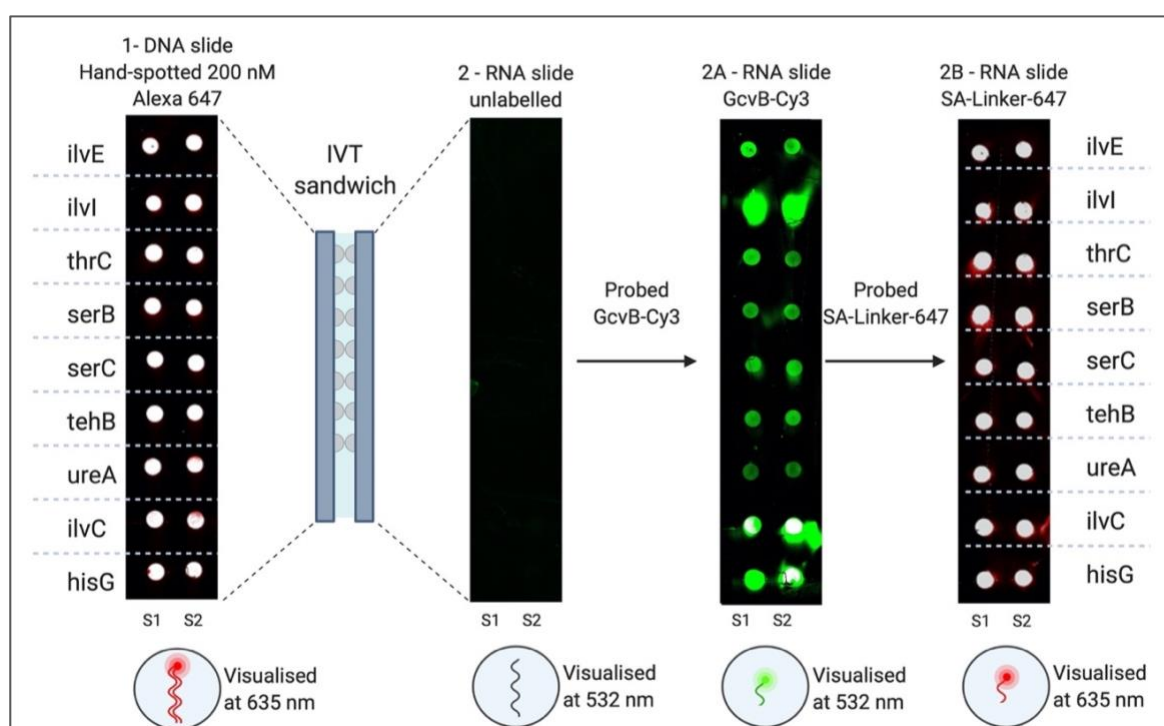 1- DNA slide
Hand-spotted 200 nM
Alexa 647
2 - RNA slide
unlabelled
2A - RNA slide
GcvB-Cy3
2B - RNA slide
SA-Linker-647
ilvE
ilvI
thrC
serB
serC
tehB
ureA
ilvC
hisG
IVT
sandwich
Probed
GcvB-Cy3
Probed
SA-Linker-647
ilvE
ilvI
thrC
serB
serC
tehB
ureA
ilvC
hisG
S1 S2
S1 S2
S1 S2
S1 S2
Visualised
at 635 nm
Visualised
at 532 nm
Visualised
at 532 nm
Visualised
at 635 nm